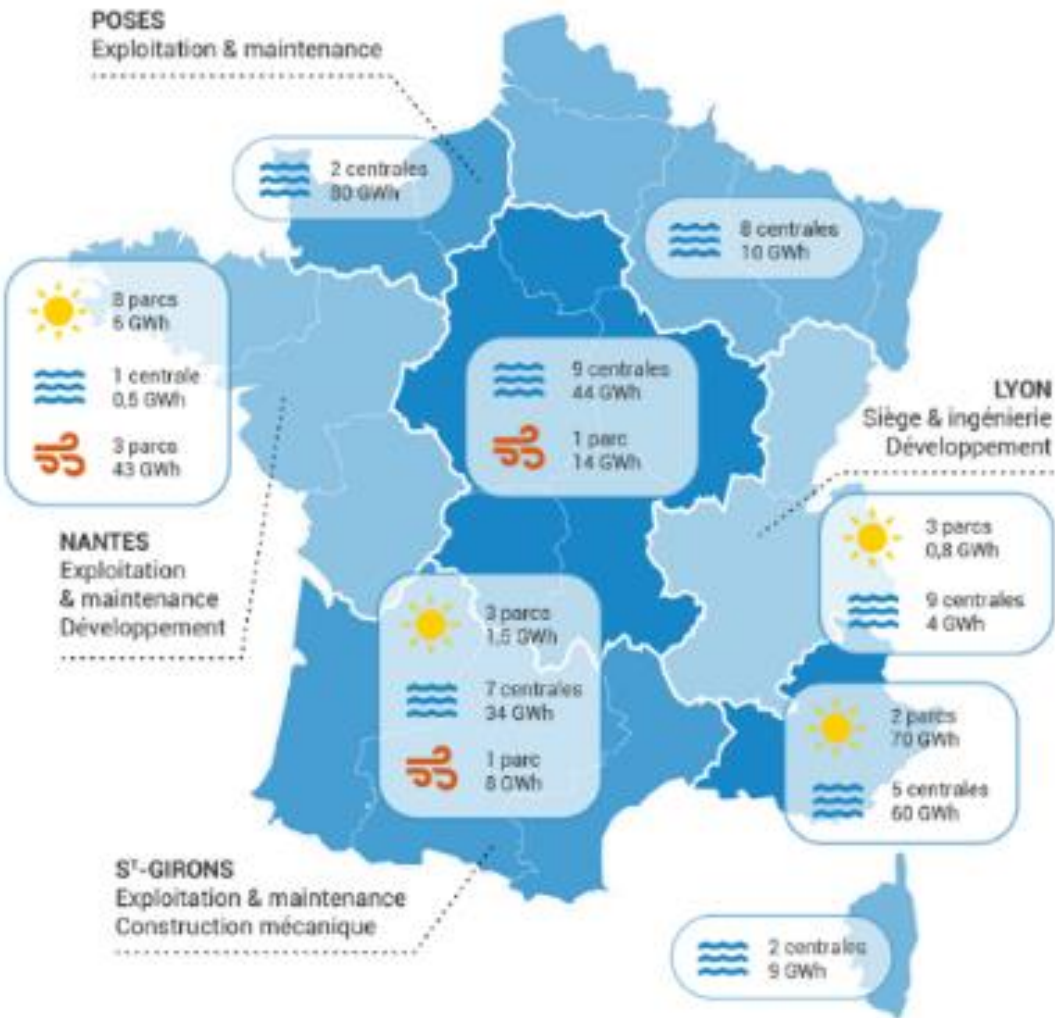 POSES
Exploitation & maintenance
2 centrales
80 GWh
8 centrales
10 GWh
8 parcs
6 GWh
1 centrale
0,5 GWh
3 parcs
43 GWh
9 centrales
44 GWh
1 parc
14 GWh
LYON
Siège & ingénierie
Développement
NANTES
Exploitation
& maintenance
Développement
3 parcs
0,8 GWh
9 centrales
4 GWh
3 parcs
1,5 GWh
7 centrales
34 GWh
1 parc
8 GWh
2 parcs
70 GWh
5 centrales
60 GWh
Sᵗ-GIRONS
Exploitation & maintenance
Construction mécanique
2 centrales
9 GWh